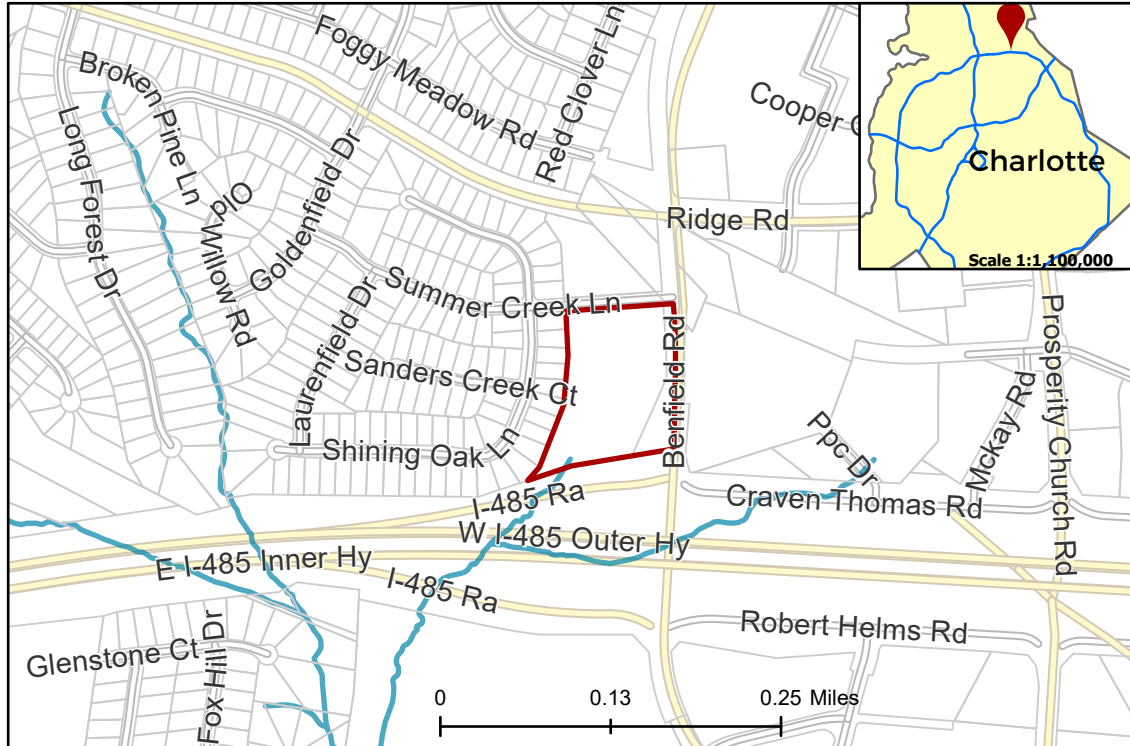 Foggy Meadow Rd
Red Clover Ln
Cooper C
Broken Pine Ln
Long Forest Dr
Old Willow Rd
Goldenfield Dr
Ridge Rd
Charlotte
Scale 1:1,100,000
Summer Creek Ln
Laurenfield Dr
Sanders Creek Ct
Shining Oak Ln
Benfield Rd
Prosperity Church Rd
Mckay Rd
Ppc Dr
Craven Thomas Rd
I-485 Ra
W I-485 Outer Hy
E I-485 Inner Hy
I-485 Ra
Robert Helms Rd
Glenstone Ct
Fox Hill Dr
0 0.13 0.25 Miles